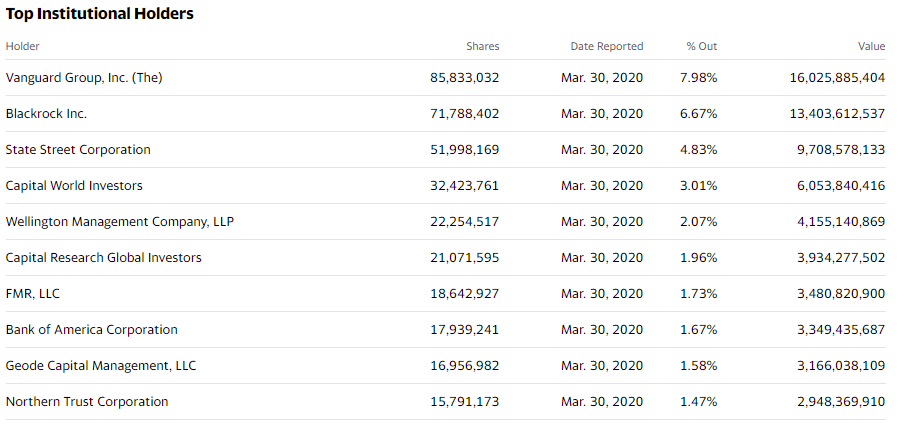 Top Institutional Holders
Holder Shares Date Reported % Out Value
Vanguard Group, Inc. (The) 85,833,032 Mar. 30, 2020 7.98% 16,025,885,404
Blackrock Inc. 71,788,402 Mar. 30, 2020 6.67% 13,403,612,537
State Street Corporation 51,998,169 Mar. 30, 2020 4.83% 9,708,578,133
Capital World Investors 32,423,761 Mar. 30, 2020 3.01% 6,053,840,416
Wellington Management Company, LLP 22,254,517 Mar. 30, 2020 2.07% 4,155,140,869
Capital Research Global Investors 21,071,595 Mar. 30, 2020 1.96% 3,934,277,502
FMR, LLC 18,642,927 Mar. 30, 2020 1.73% 3,480,820,900
Bank of America Corporation 17,939,241 Mar. 30, 2020 1.67% 3,349,435,687
Geode Capital Management, LLC 16,956,982 Mar. 30, 2020 1.58% 3,166,038,109
Northern Trust Corporation 15,791,173 Mar. 30, 2020 1.47% 2,948,369,910